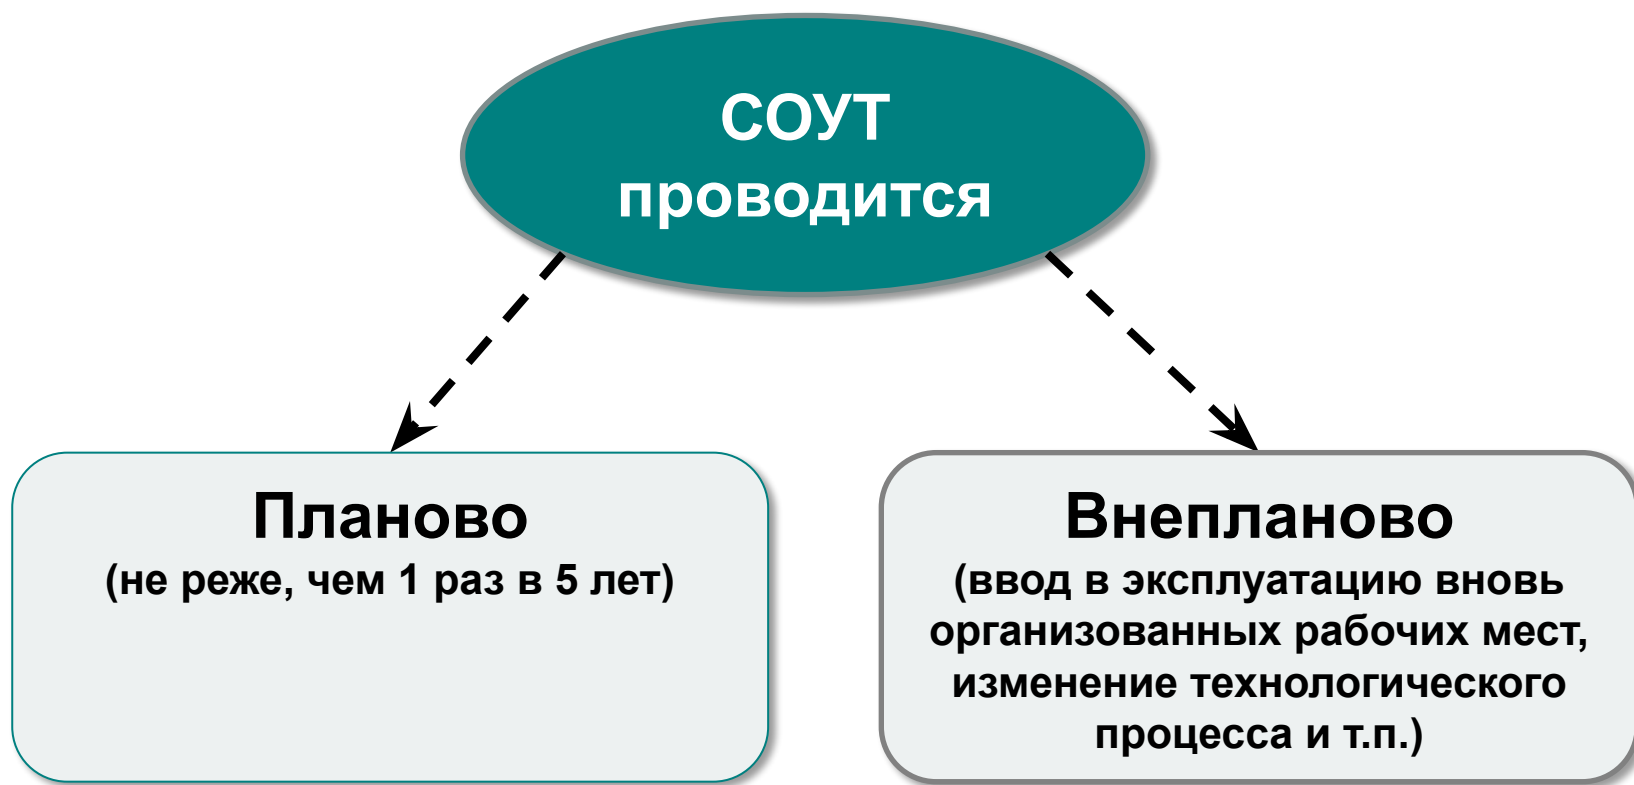 СОУТ
проводится
Планово
(не реже, чем 1 раз в 5 лет)
Внепланово
(ввод в эксплуатацию вновь
организованных рабочих мест,
изменение технологического
процесса и т.п.)